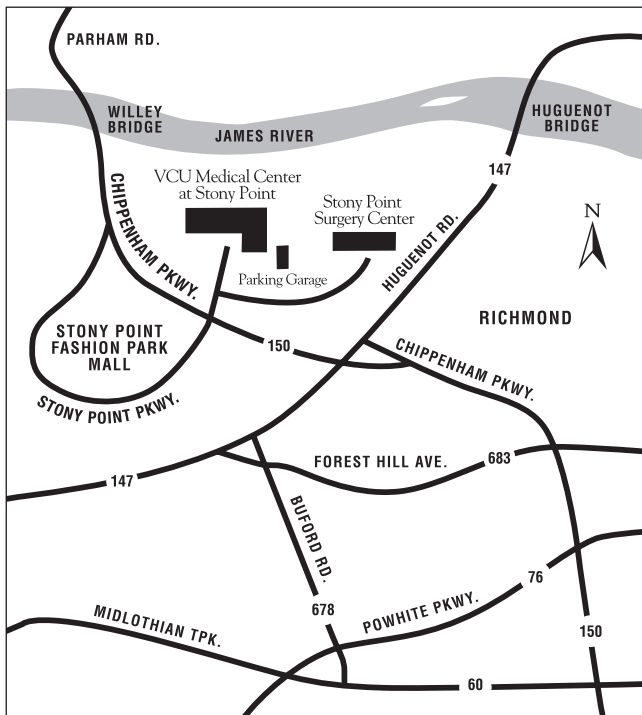 PARHAM RD.
WILLEY
BRIDGE
JAMES RIVER
HUGUENOT
BRIDGE
147
VCU Medical Center
at Stony Point
Stony Point
Surgery Center
CHIPPENHAM PKWY.
HUGUENOT RD.
N
Parking Garage
RICHMOND
STONY POINT
FASHION PARK
MALL
150
CHIPPENHAM PKWY.
STONY POINT PKWY.
FOREST HILL AVE.
683
147
BUFORD RD.
76
678
POWHITE PKWY.
MIDLOTHIAN TPK.
150
60